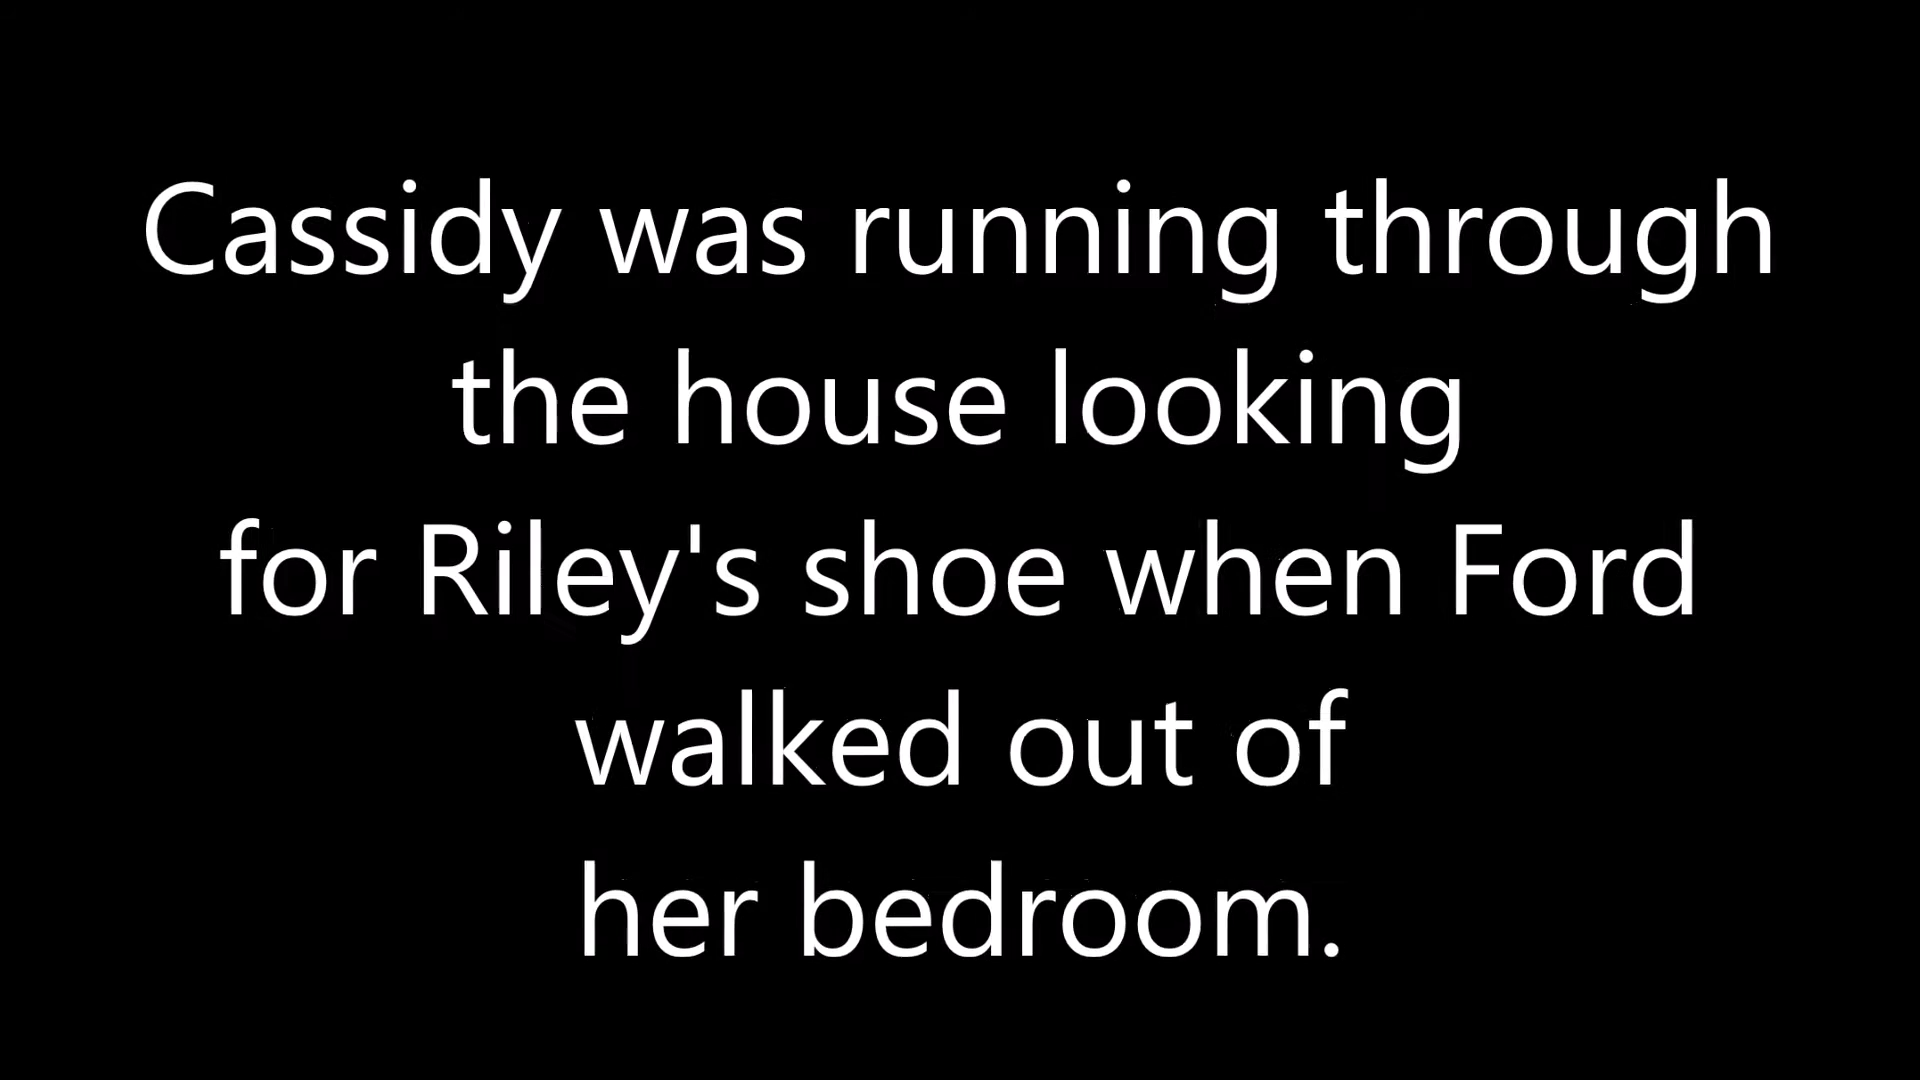 Cassidy was running through
the house looking
for Riley's shoe when Ford
walked out of
her bedroom.